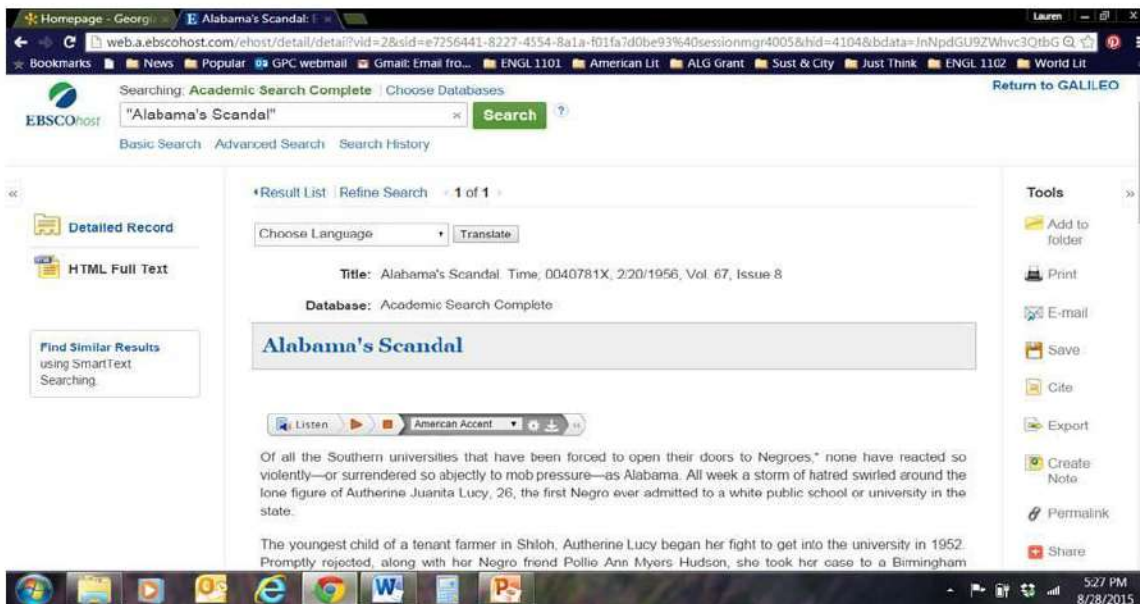 Homepage - Georgia
E Alabama's Scandal: E
Lauren
web.a.ebscohost.com/ehost/detail/detail?vid=2&sid=e7256441-8227-4554-8a1a-f01fa7d0be93%40sessionmgr4005&hid=4104&bdata=JnNpdGU9ZWhvc3QtbG
Bookmarks News Popular GPC webmail Gmail: Email fro... ENGL 1101 American Lit ALG Grant Sust & City Just Think ENGL 1102 World Lit
Searching: Academic Search Complete Choose Databases
Return to GALILEO
EBSCOhost
"Alabama's Scandal"
Search
Basic Search Advanced Search Search History
Result List Refine Search 1 of 1
Tools
Detailed Record
Choose Language Translate
Add to
folder
HTML Full Text
Title: Alabama's Scandal. Time, 0040781X, 2/20/1956, Vol. 67, Issue 8
Print
Database: Academic Search Complete
E-mail
Find Similar Results
using SmartText
Searching.
Alabama's Scandal
Save
Cite
Listen American Accent
Export
Of all the Southern universities that have been forced to open their doors to Negroes,* none have reacted so
violently—or surrendered so abjectly to mob pressure—as Alabama. All week a storm of hatred swirled around the
lone figure of Autherine Juanita Lucy, 26, the first Negro ever admitted to a white public school or university in the
state.
Create
Note
Permalink
The youngest child of a tenant farmer in Shiloh, Autherine Lucy began her fight to get into the university in 1952.
Promptly rejected, along with her Negro friend Pollie Ann Myers Hudson, she took her case to a Birmingham
Share
5:27 PM
8/28/2015